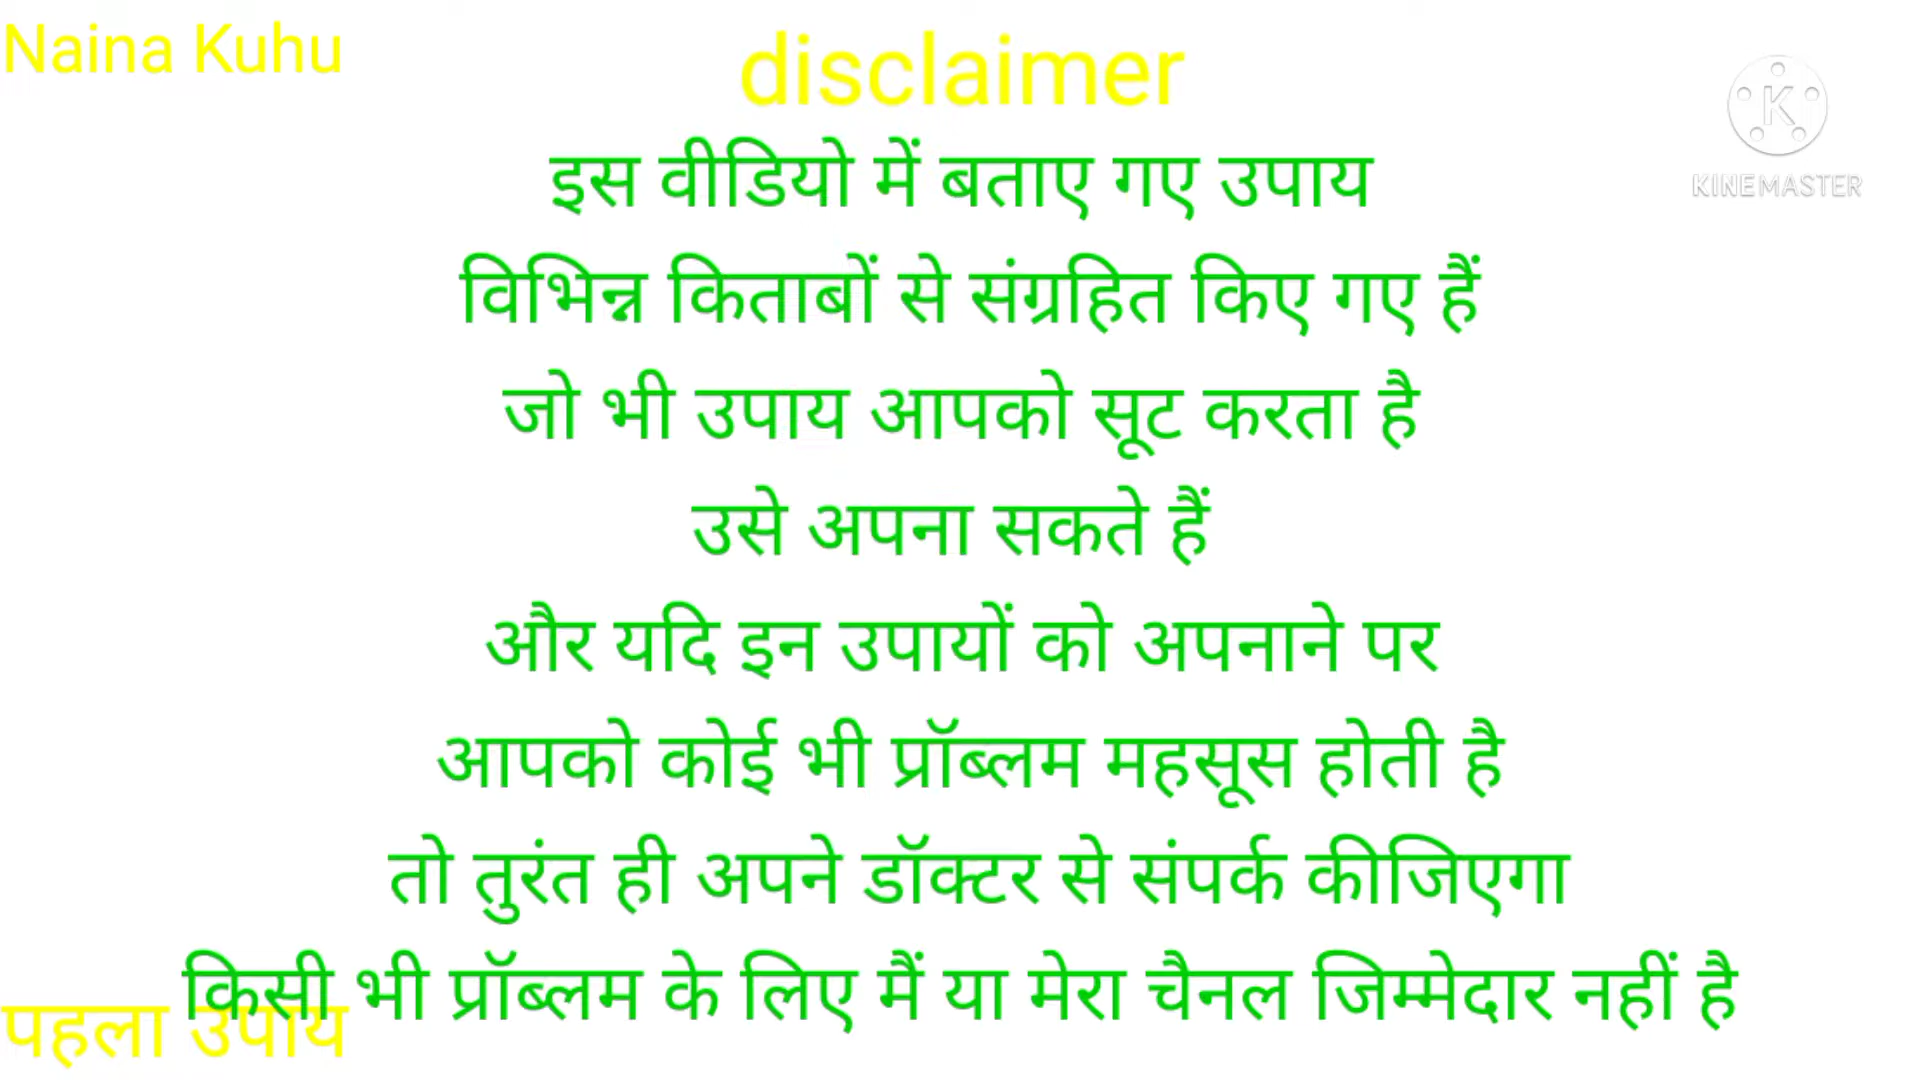 Naina Kuhu
disclaimer
K
KINEMASTER
इस वीडियो में बताए गए उपाय
विभिन्न किताबों से संग्रहित किए गए हैं
जो भी उपाय आपको सूट करता है
उसे अपना सकते हैं
और यदि इन उपायों को अपनाने पर
आपको कोई भी प्रॉब्लम महसूस होती है
तो तुरंत ही अपने डॉक्टर से संपर्क कीजिएगा
किसी भी प्रॉब्लम के लिए मैं या मेरा चैनल जिम्मेदार नहीं है
पहला उपाय